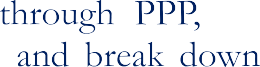 through PPP,
and break down